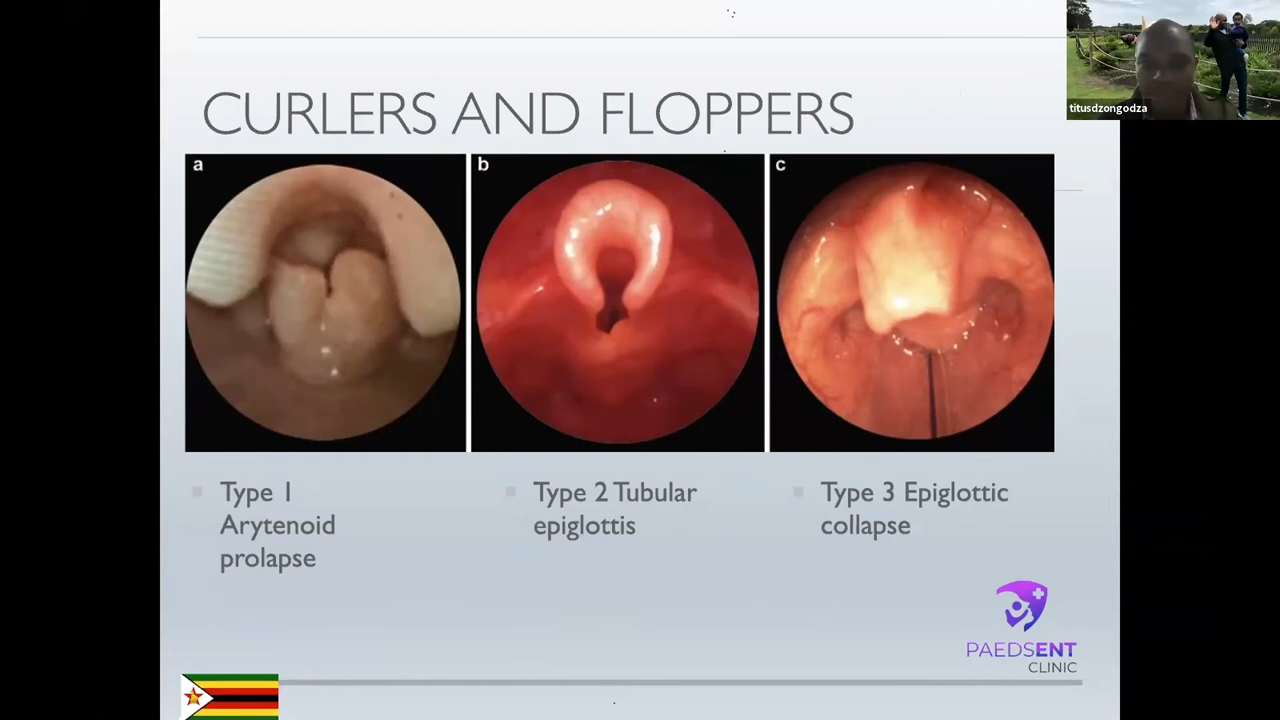 titusdzongodza
CURLERS AND FLOPPERS
a
b
c
Type 1
Arytenoid
prolapse
Type 2 Tubular
epiglottis
Type 3 Epiglottic
collapse
PAEDSENT
CLINIC